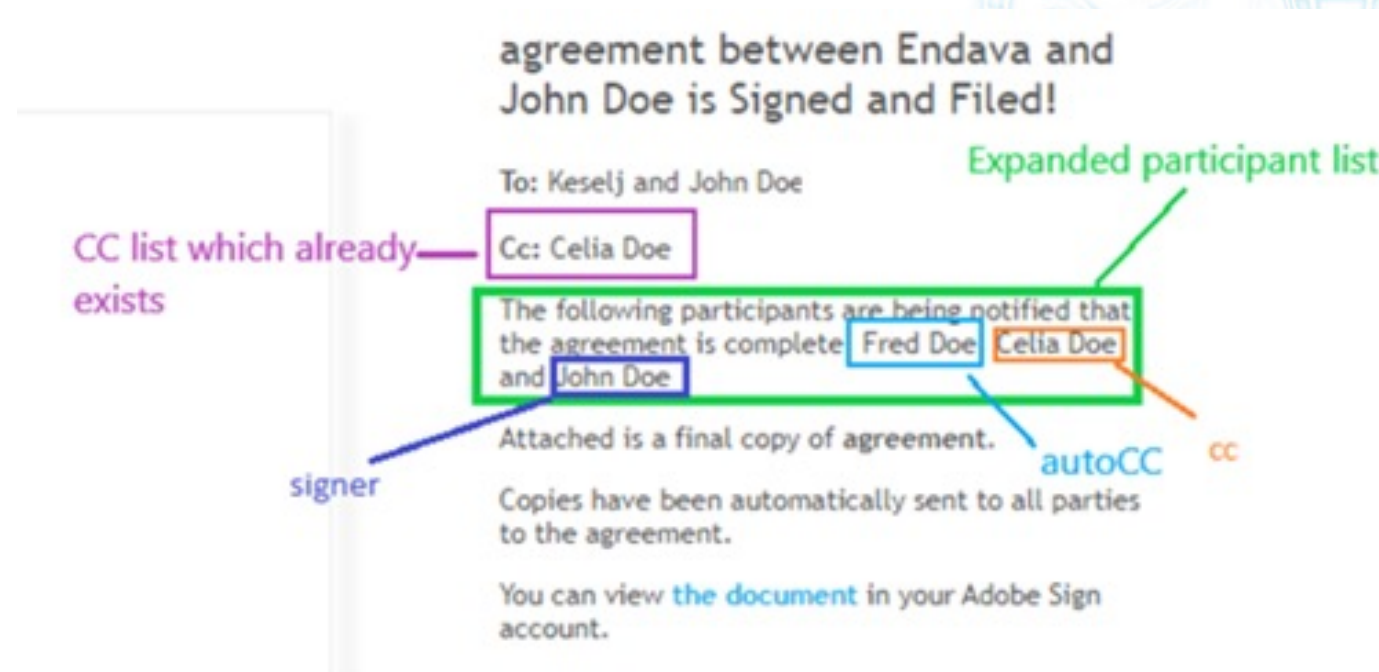 agreement between Endava and
John Doe is Signed and Filed!
Expanded participant list
To: Keselj and John Doe
CC list which already
exists
Cc: Celia Doe
The following participants are being notified that
the agreement is complete Fred Doe Celia Doe
and John Doe
signer
Attached is a final copy of agreement.
autoCC
cc
Copies have been automatically sent to all parties
to the agreement.
You can view the document in your Adobe Sign
account.